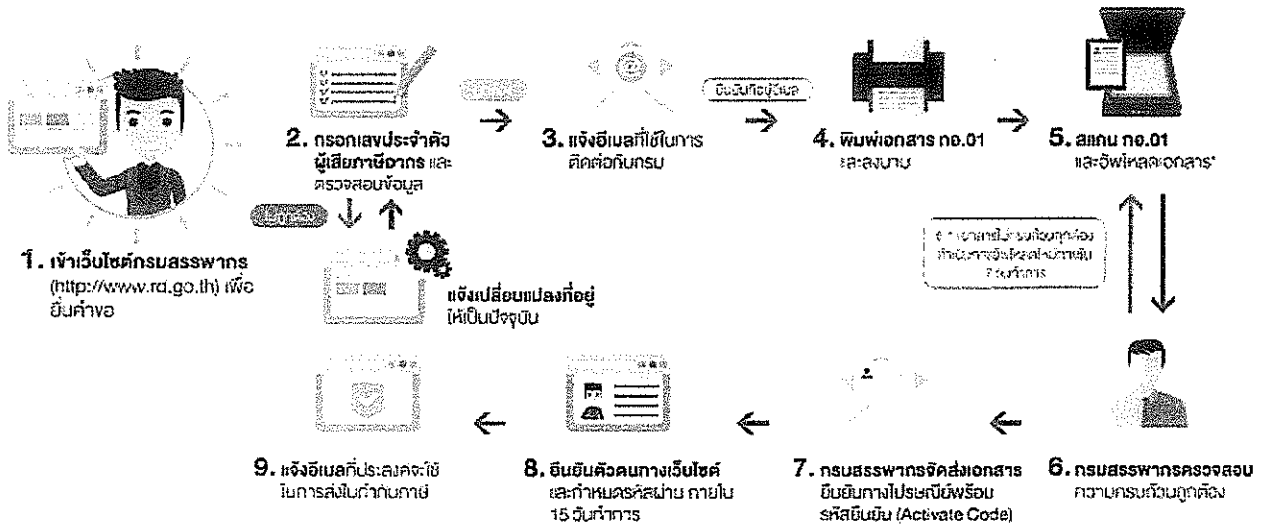 1. เข้าเว็บไซต์กรมสรรพากร
(http://www.rd.go.th) เพื่อ
ยื่นคำขอ
2. กรอกเลขประจำตัว
ผู้เสียภาษีอากร และ
ตรวจสอบข้อมูล
แจ้งเปลี่ยนแปลงที่อยู่
ให้เป็นปัจจุบัน
3. แจ้งอีเมลที่ใช้ในการ
ติดต่อกับกรม
ยืนยันที่อยู่อีเมล
4. พิมพ์เอกสาร ภอ.01
และลงนาม
5. สแกน ภอ.01
และอัพโหลดเอกสาร*
6. กรมสรรพากรตรวจสอบ
ความครบถ้วนถูกต้อง
7. กรมสรรพากรจัดส่งเอกสาร
ยืนยันทางไปรษณีย์พร้อม
รหัสยืนยัน (Activate Code)
8. ยืนยันตัวตนทางเว็บไซต์
และกำหนดรหัสผ่าน ภายใน
15 วันทำการ
9. แจ้งอีเมลที่ประสงค์จะใช้
ในการส่งใบกำกับภาษี